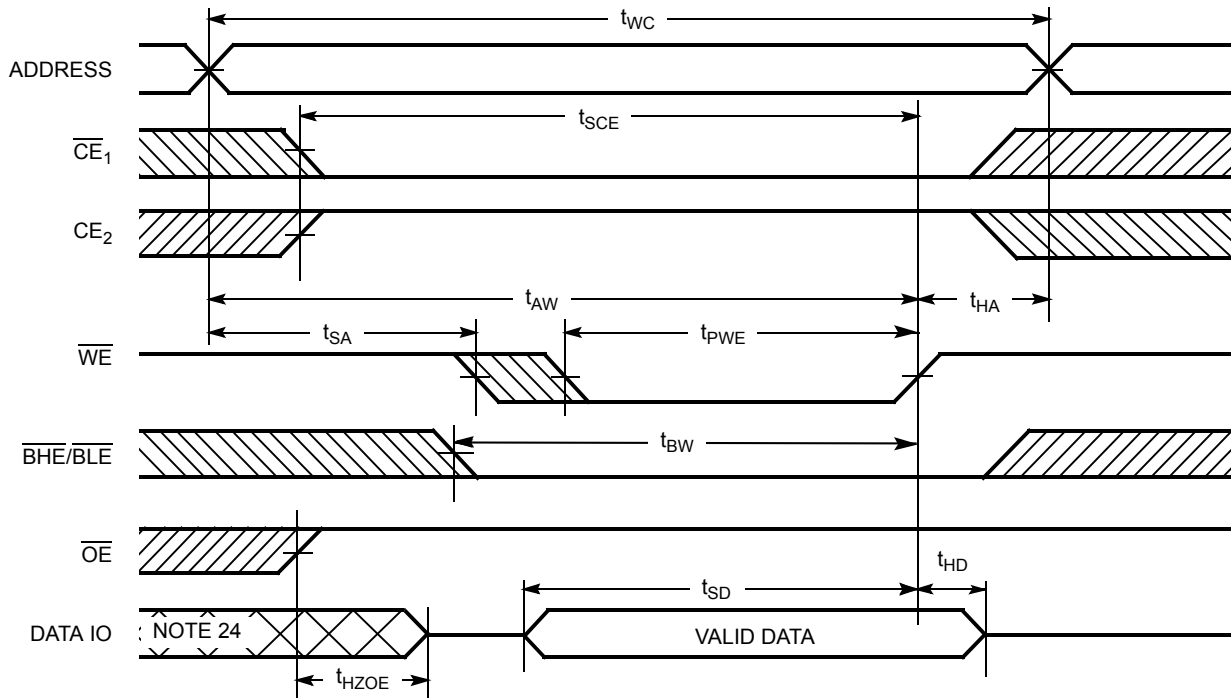 tWC
ADDRESS
tSCE
CE1
CE2
tAW
tHA
tSA
tPWE
WE
tBW
BHE/BLE
OE
tHD
tSD
DATA IO
NOTE 24
VALID DATA
tHZOE